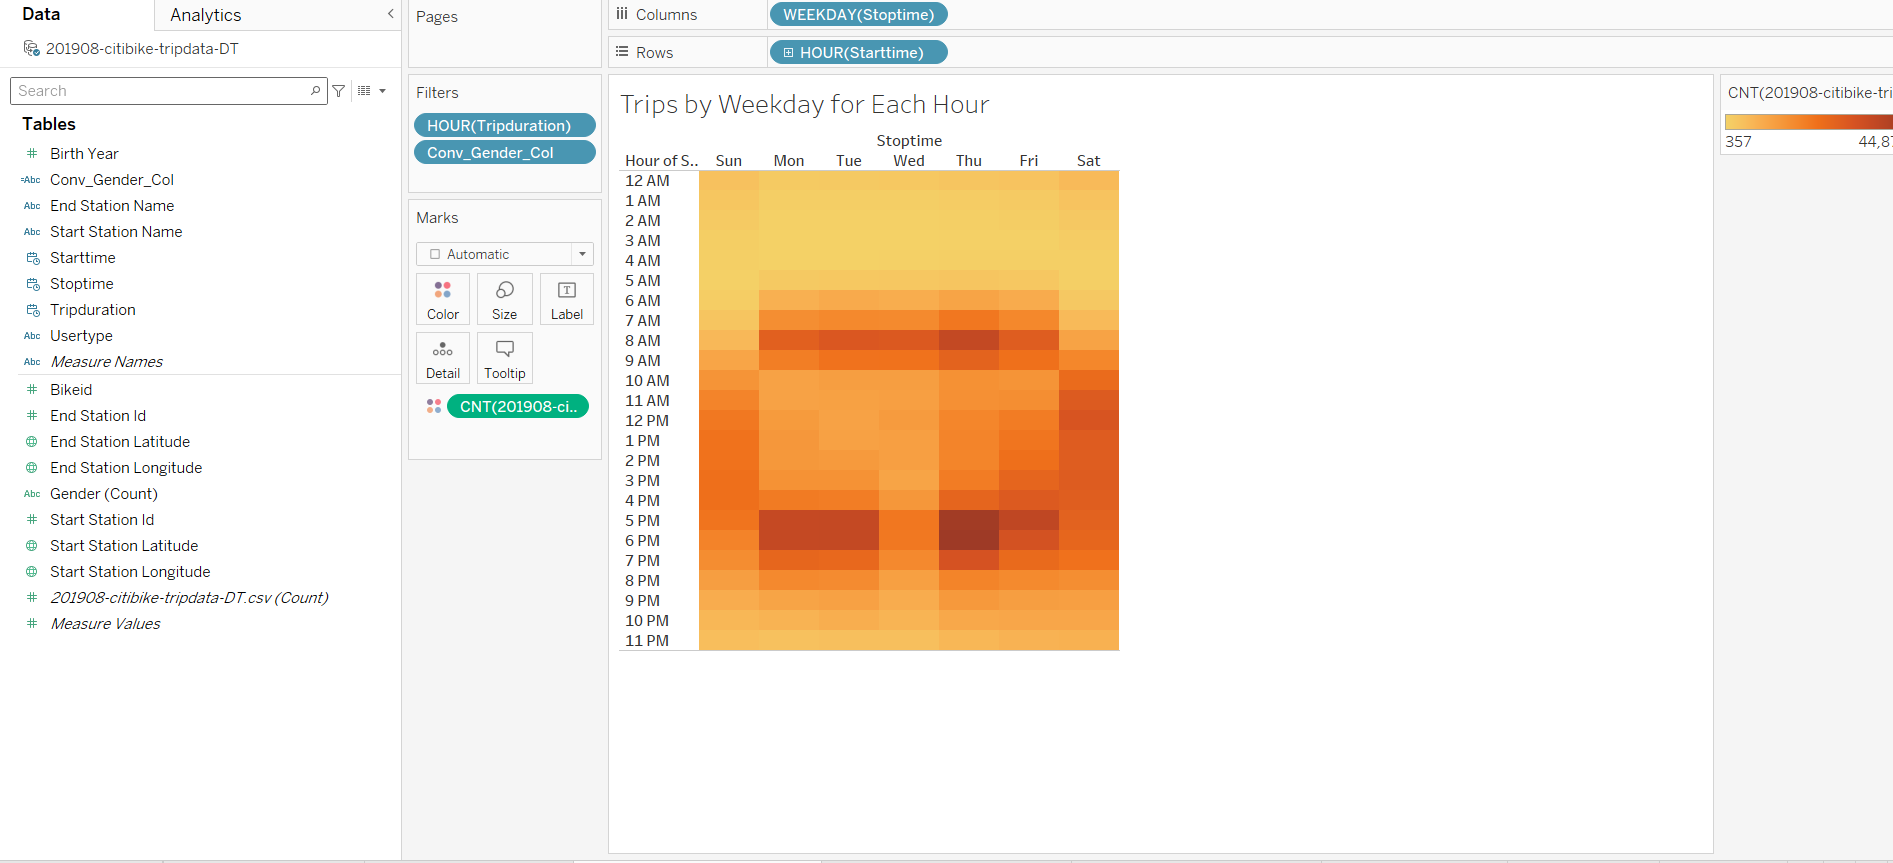 Data
Analytics
201908-citibike-tripdata-DT
Search
Tables
Birth Year
Abc Conv_Gender_Col
Abc End Station Name
Abc Start Station Name
Starttime
Stoptime
Tripduration
Abc Usertype
Abc Measure Names
Bikeid
End Station Id
End Station Latitude
End Station Longitude
Abc Gender (Count)
Start Station Id
Start Station Latitude
Start Station Longitude
201908-citibike-tripdata-DT.csv (Count)
Measure Values
Pages
Filters
HOUR(Tripduration)
Conv_Gender_Col
Marks
Automatic
Color Size Label
Detail Tooltip
CNT(201908-ci..
Columns WEEKDAY(Stoptime)
Rows HOUR(Starttime)
Trips by Weekday for Each Hour
Stoptime
Hour of S.. Sun Mon Tue Wed Thu Fri Sat
12 AM
1 AM
2 AM
3 AM
4 AM
5 AM
6 AM
7 AM
8 AM
9 AM
10 AM
11 AM
12 PM
1 PM
2 PM
3 PM
4 PM
5 PM
6 PM
7 PM
8 PM
9 PM
10 PM
11 PM
CNT(201908-citibike-tri
357 44,87